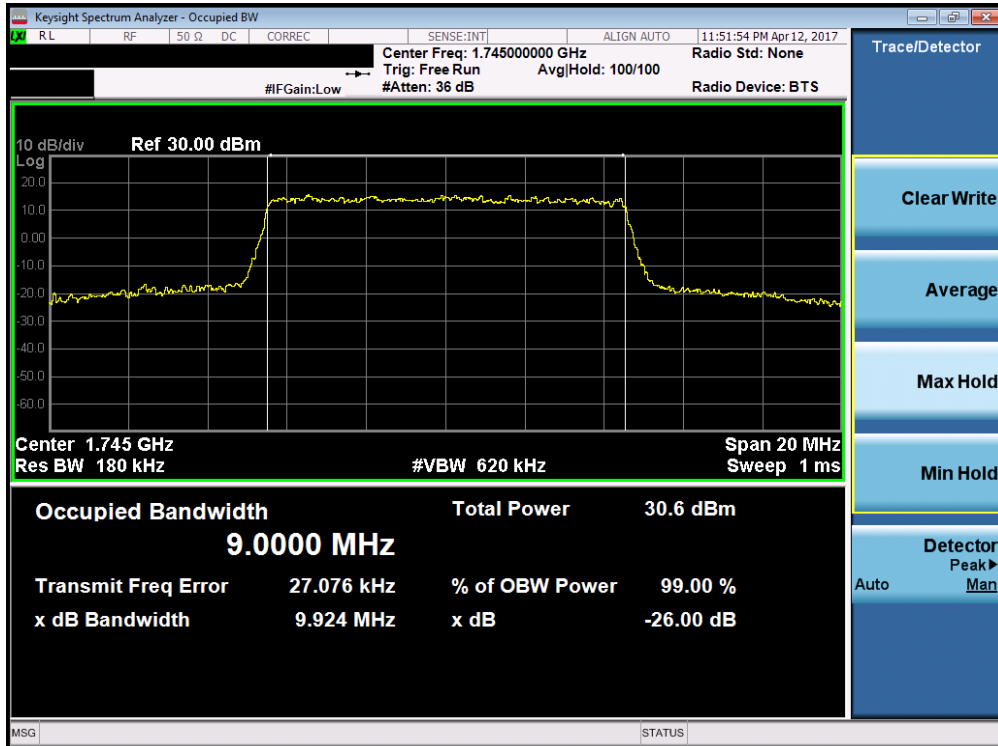 Keysight Spectrum Analyzer - Occupied BW
LXI RL RF 50 Ω DC CORREC SENSE:INT ALIGN AUTO 11:51:54 PM Apr 12, 2017
Center Freq: 1.745000000 GHz Radio Std: None
Trig: Free Run Avg|Hold: 100/100
#IFGain:Low #Atten: 36 dB Radio Device: BTS
Trace/Detector
10 dB/div Ref 30.00 dBm
Log
20.0
10.0
0.00
-10.0
-20.0
-30.0
-40.0
-50.0
-60.0
Center 1.745 GHz Span 20 MHz
Res BW 180 kHz #VBW 620 kHz Sweep 1 ms
Occupied Bandwidth Total Power 30.6 dBm
9.0000 MHz
Transmit Freq Error 27.076 kHz % of OBW Power 99.00 %
x dB Bandwidth 9.924 MHz x dB -26.00 dB
Clear Write
Average
Max Hold
Min Hold
Detector
Peak▶
Auto Man
MSG STATUS